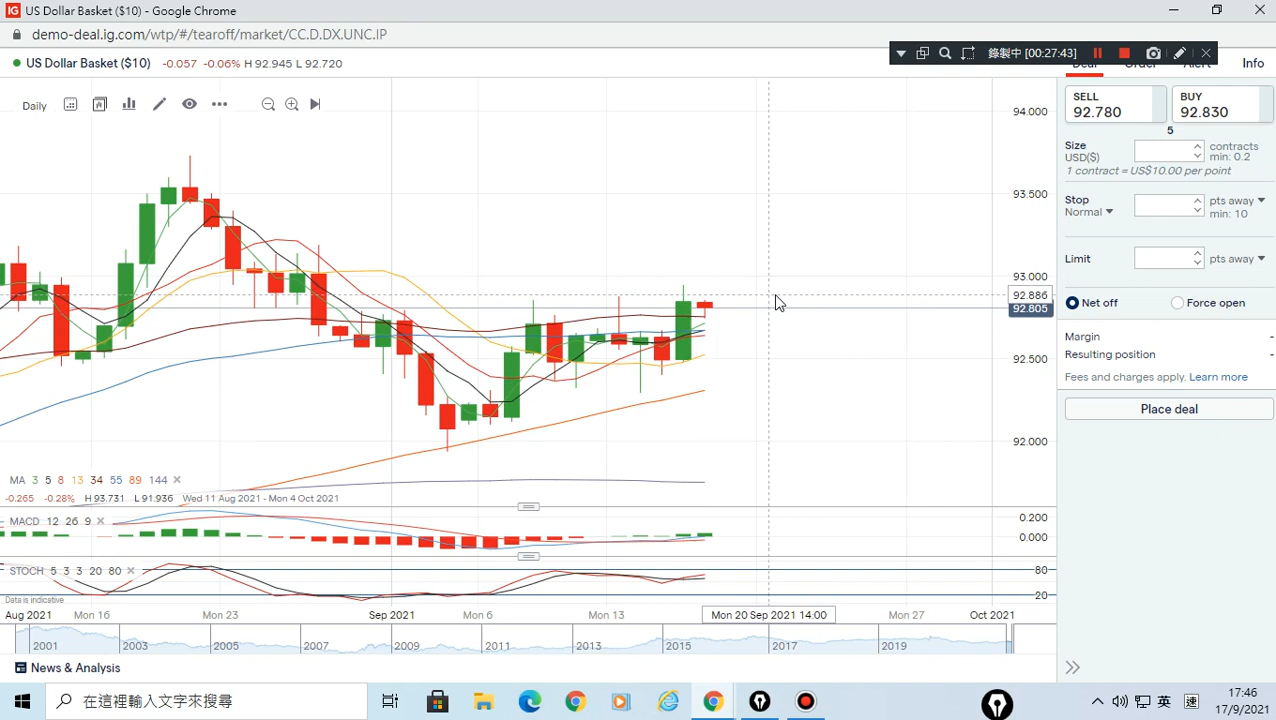 IG US Dollar Basket ($10) - Google Chrome
demo-deal.ig.com/wtp/#/tearoff/market/CC.D.DX.UNC.IP
錄製中 [00:27:43]
US Dollar Basket ($10) -0.057 -0.06% H 92.945 L 92.720
Info
Daily
SELL
92.780
BUY
92.830
5
Size
USD($)
contracts
min: 0.2
1 contract = US$10.00 per point
Stop
Normal
pts away
min: 10
Limit
pts away
Net off
Force open
Margin -
Resulting position -
Fees and charges apply. Learn more
Place deal
94.000
93.500
93.000
92.886
92.805
92.500
92.000
MA 3 5 8 13 34 55 89 144
-0.265 -0.28% H 93.731 L 91.936 Wed 11 Aug 2021 - Mon 4 Oct 2021
MACD 12 26 9
0.200
0.000
STOCH 5 3 3 20 80
80
20
Data is indicative
Aug 2021 Mon 16 Mon 23 Sep 2021 Mon 6 Mon 13 Mon 20 Sep 2021 14:00 Mon 27 Oct 2021
2001 2003 2005 2007 2009 2011 2013 2015 2017 2019
News & Analysis
在這裡輸入文字來搜尋
英
17:46
17/9/2021